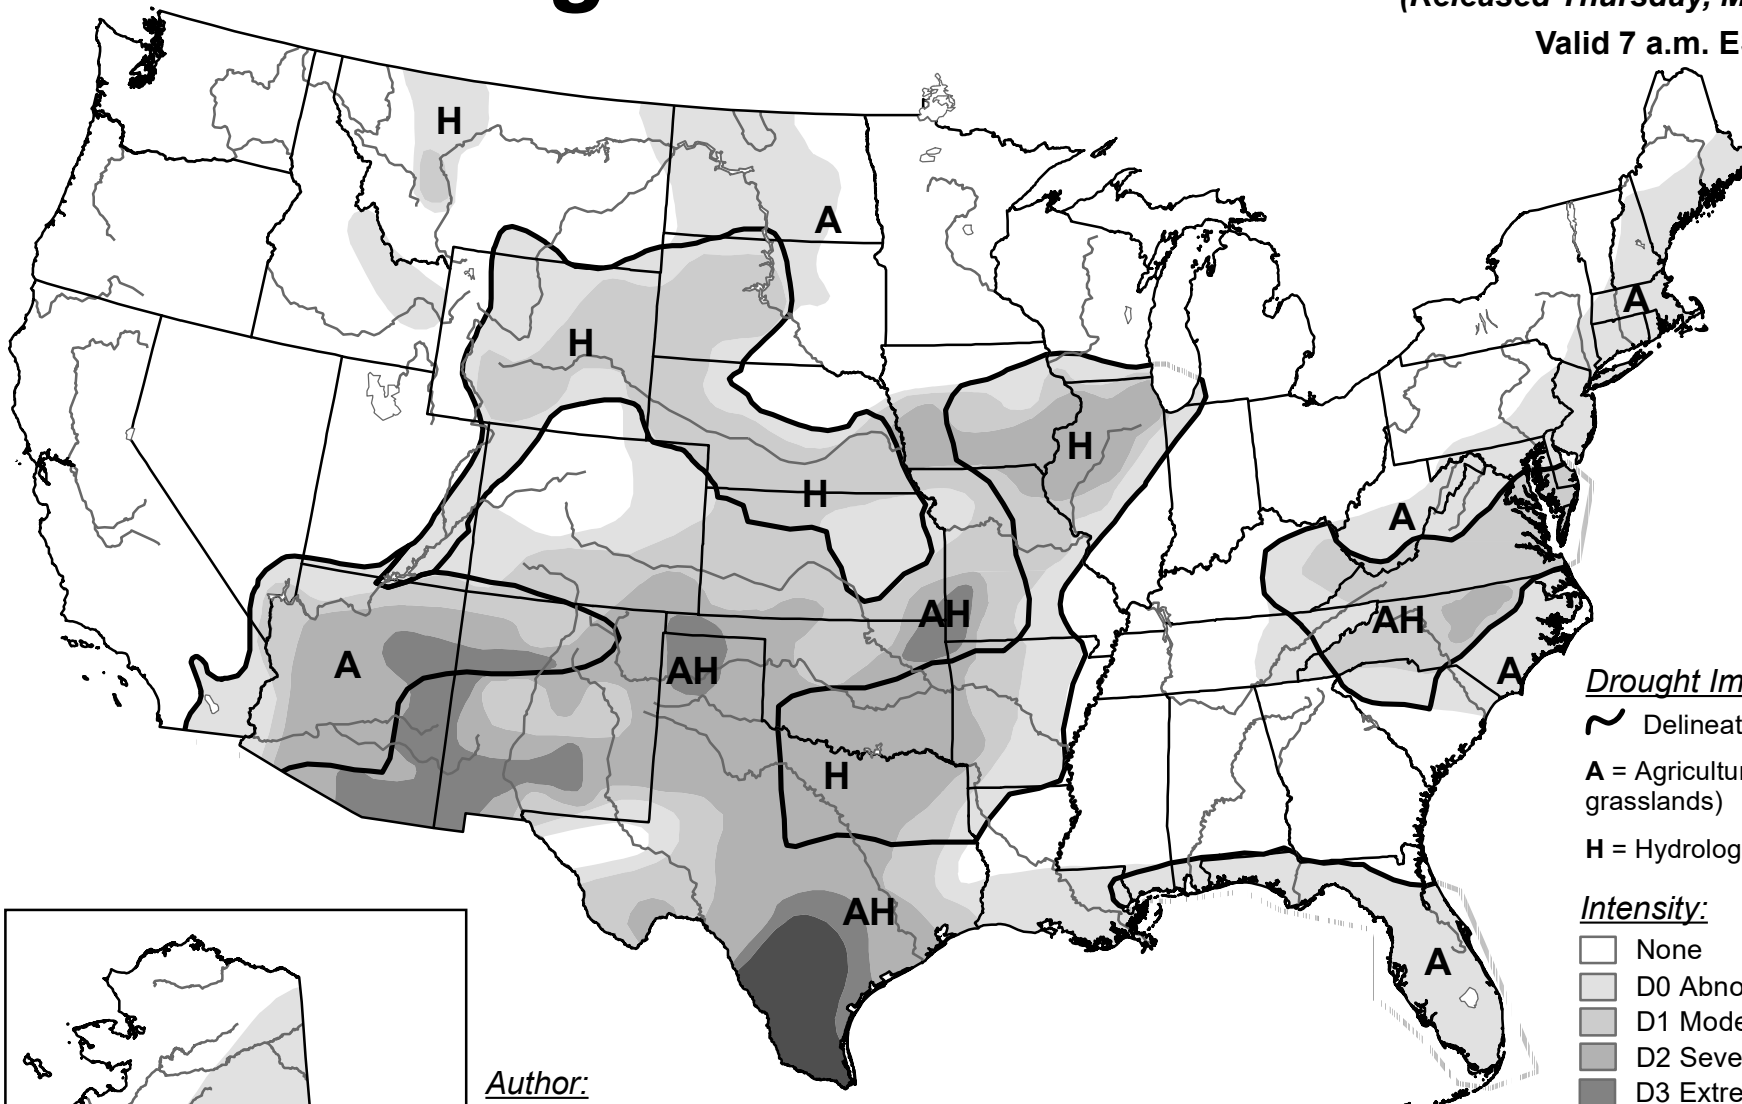 g
(Released Thursday, M
Valid 7 a.m. E
H
A
A
H
H
H
A
AH
AH
A
AH
A
H
AH
A
Drought Im
Delineat
A = Agricultur
grasslands)
H = Hydrolog
Intensity:
None
D0 Abno
D1 Mode
D2 Seve
D3 Extre
Author: